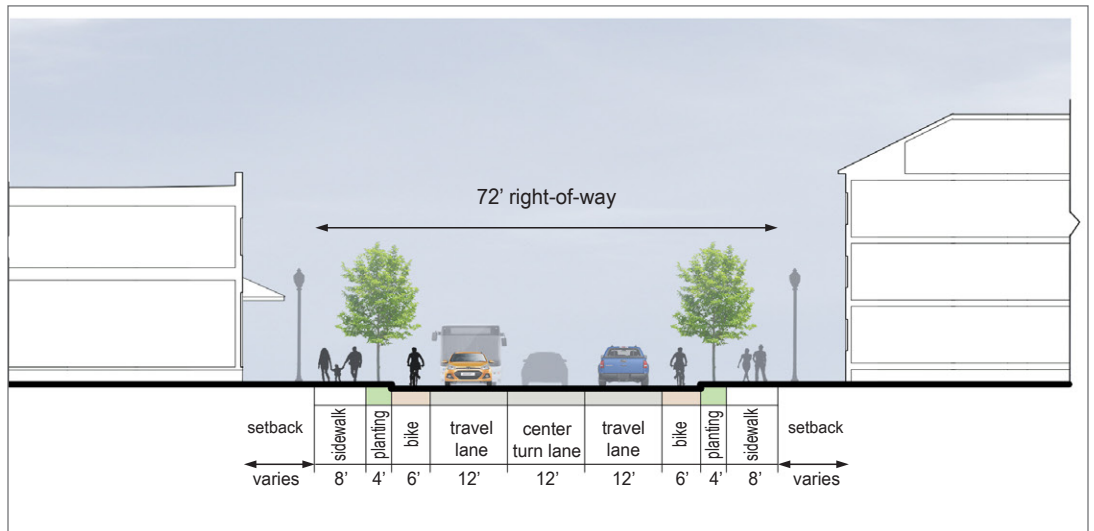 72’ right-of-way
setback
sidewalk
planting
bike
travel
lane
center
turn lane
travel
lane
bike
planting
sidewalk
setback
varies
8’
4’
6’
12’
12’
12’
6’
4’
8’
varies